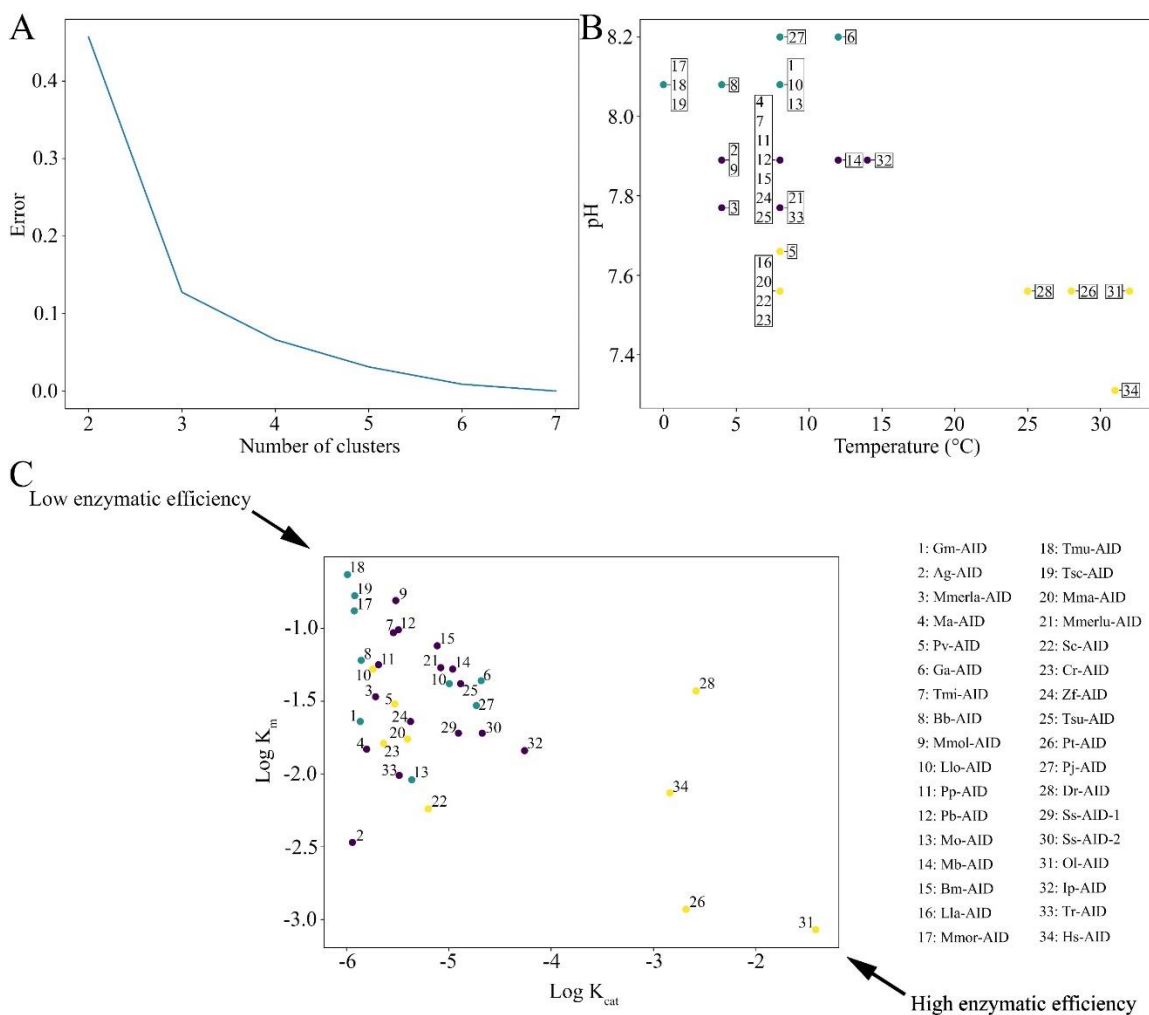 A
0.4
0.3
0.2
0.1
0.0
Error
2
3
4
5
6
7
Number of clusters
B
8.2
8.0
7.8
7.6
7.4
pH
27
6
17
18
19
8
1
10
13
2
9
4
7
11
12
15
24
25
14
32
3
21
33
5
16
20
22
23
28
26
31
34
0
5
10
15
20
25
30
Temperature (°C)
C
Low enzymatic efficiency
-1.0
-1.5
-2.0
-2.5
-3.0
Log Km
18
19
17
9
7
12
15
8
11
10
21
14
6
10
25
3
5
27
28
1
24
4
23
20
29
30
32
33
13
22
34
2
26
31
-6
-5
-4
-3
-2
Log Kcat
High enzymatic efficiency
1: Gm-AID
2: Ag-AID
3: Mmerla-AID
4: Ma-AID
5: Pv-AID
6: Ga-AID
7: Tmi-AID
8: Bb-AID
9: Mmol-AID
10: Llo-AID
11: Pp-AID
12: Pb-AID
13: Mo-AID
14: Mb-AID
15: Bm-AID
16: Lla-AID
17: Mmor-AID
18: Tmu-AID
19: Tsc-AID
20: Mma-AID
21: Mmerlu-AID
22: Sc-AID
23: Cr-AID
24: Zf-AID
25: Tsu-AID
26: Pt-AID
27: Pj-AID
28: Dr-AID
29: Ss-AID-1
30: Ss-AID-2
31: Ol-AID
32: Ip-AID
33: Tr-AID
34: Hs-AID